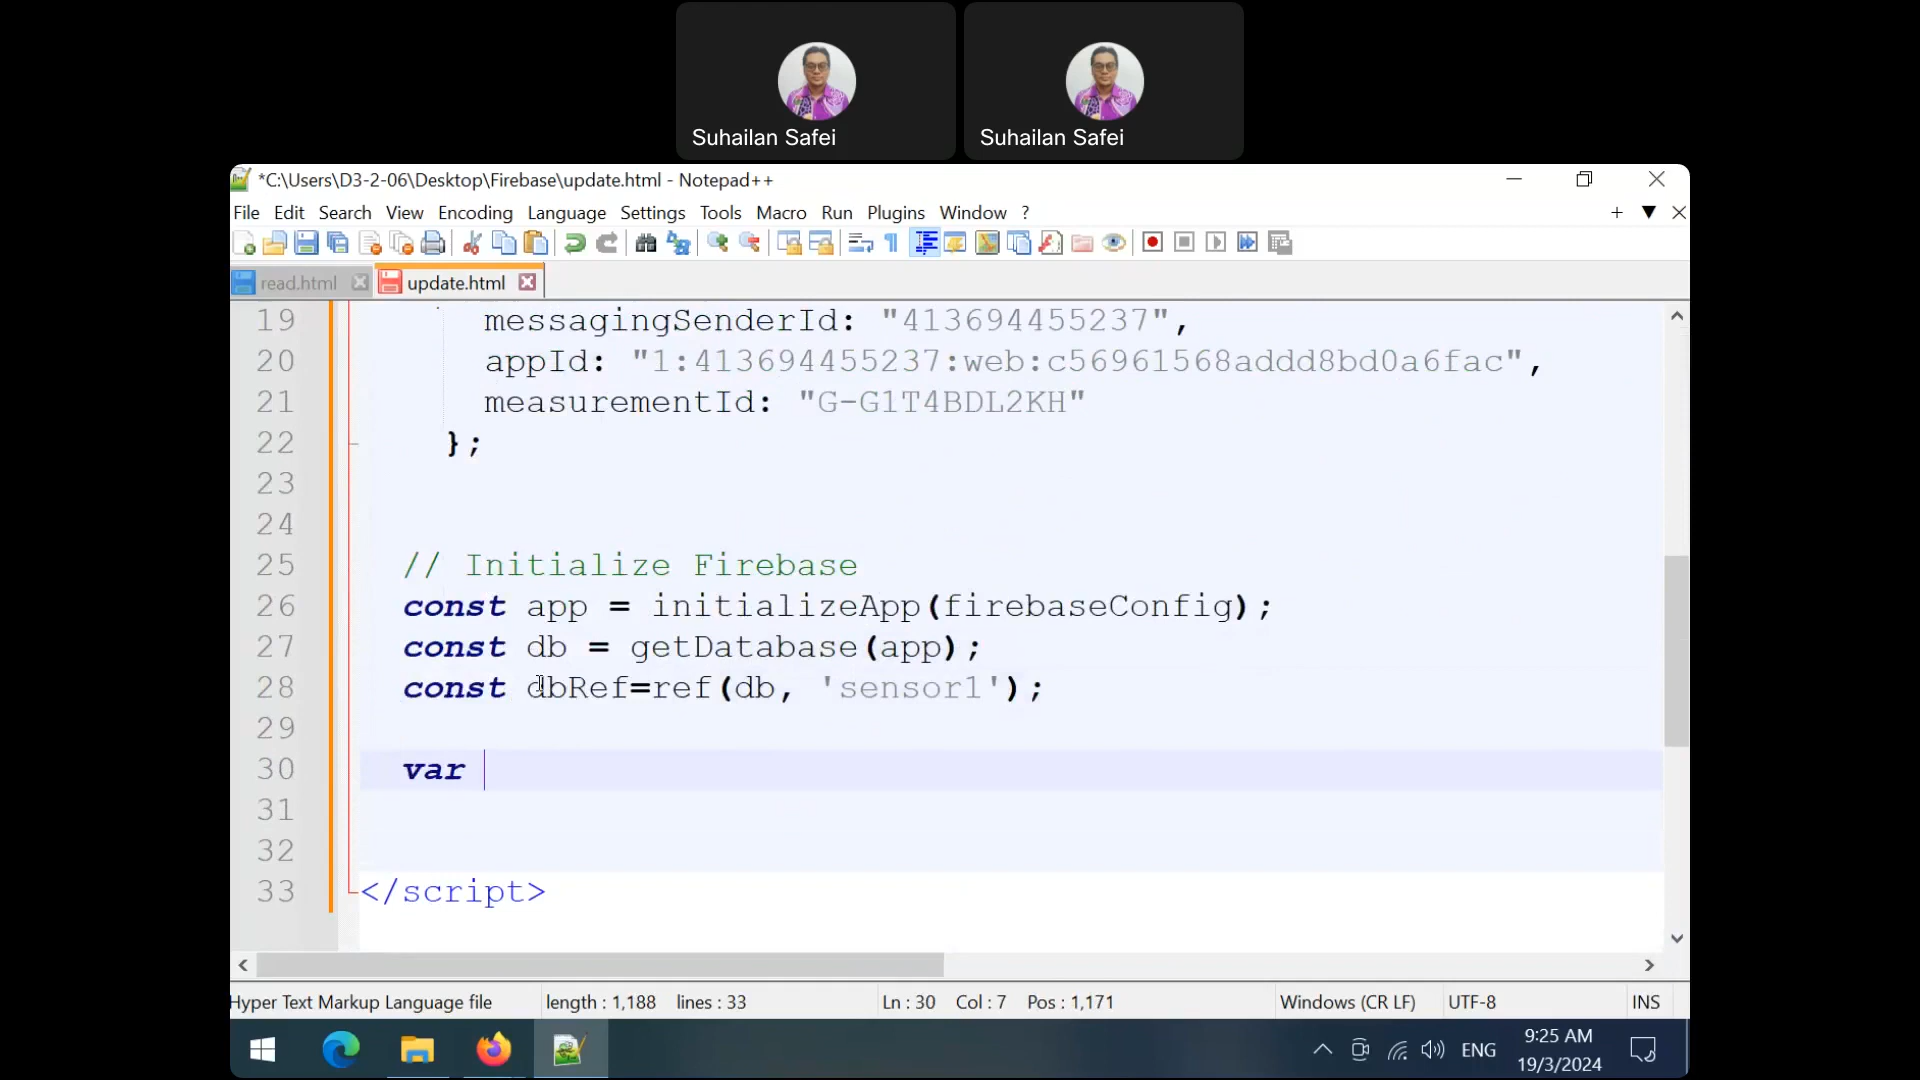 Suhailan Safei
Suhailan Safei
*C:\Users\D3-2-06\Desktop\Firebase\update.html - Notepad++
File Edit Search View Encoding Language Settings Tools Macro Run Plugins Window ?
read.html
update.html
19 messagingSenderId: "413694455237",
20 appId: "1:413694455237:web:c56961568addd8bd0a6fac",
21 measurementId: "G-G1T4BDL2KH"
22 };
23
24
25 // Initialize Firebase
26 const app = initializeApp(firebaseConfig);
27 const db = getDatabase(app);
28 const dbRef=ref(db, 'sensor1');
29
30 var
31
32
33 </script>
Hyper Text Markup Language file length : 1,188 lines : 33 Ln : 30 Col : 7 Pos : 1,171 Windows (CR LF) UTF-8 INS
ENG
9:25 AM
19/3/2024